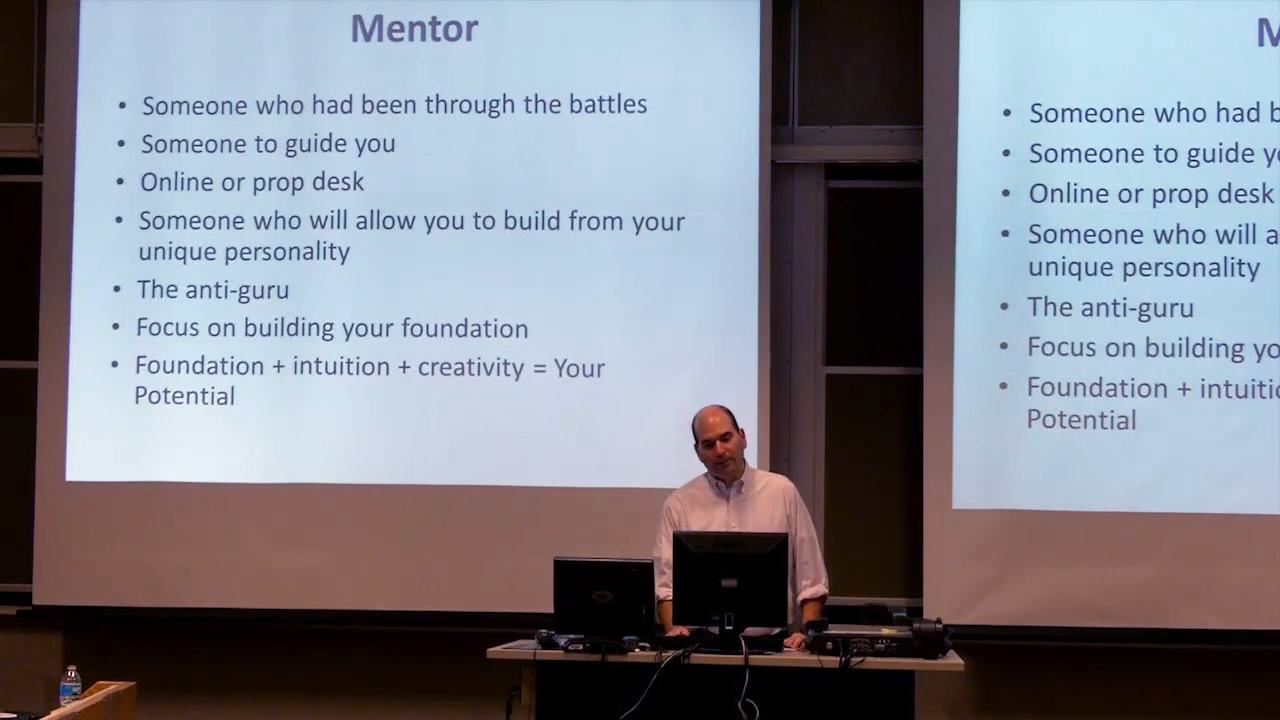 Mentor
• Someone who had been through the battles
• Someone to guide you
• Online or prop desk
• Someone who will allow you to build from your
unique personality
• The anti-guru
• Focus on building your foundation
• Foundation + intuition + creativity = Your
Potential
M
• Someone who had b
• Someone to guide y
• Online or prop desk
• Someone who will a
unique personality
• The anti-guru
• Focus on building yo
• Foundation + intuitic
Potential